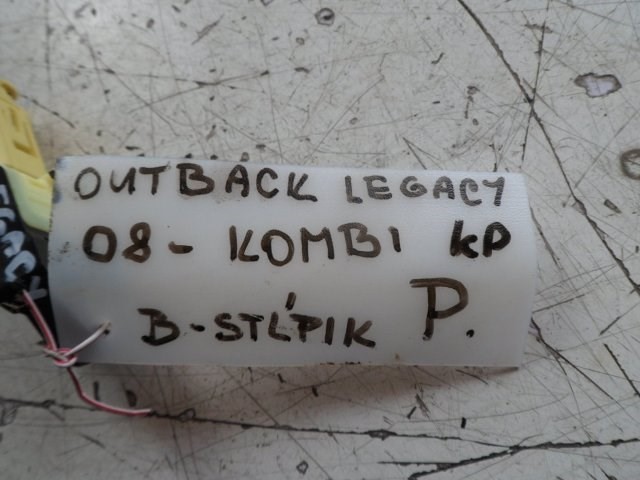 OUTBACK LEGACY
08- KOMBI kP
B-STĹPIK P.